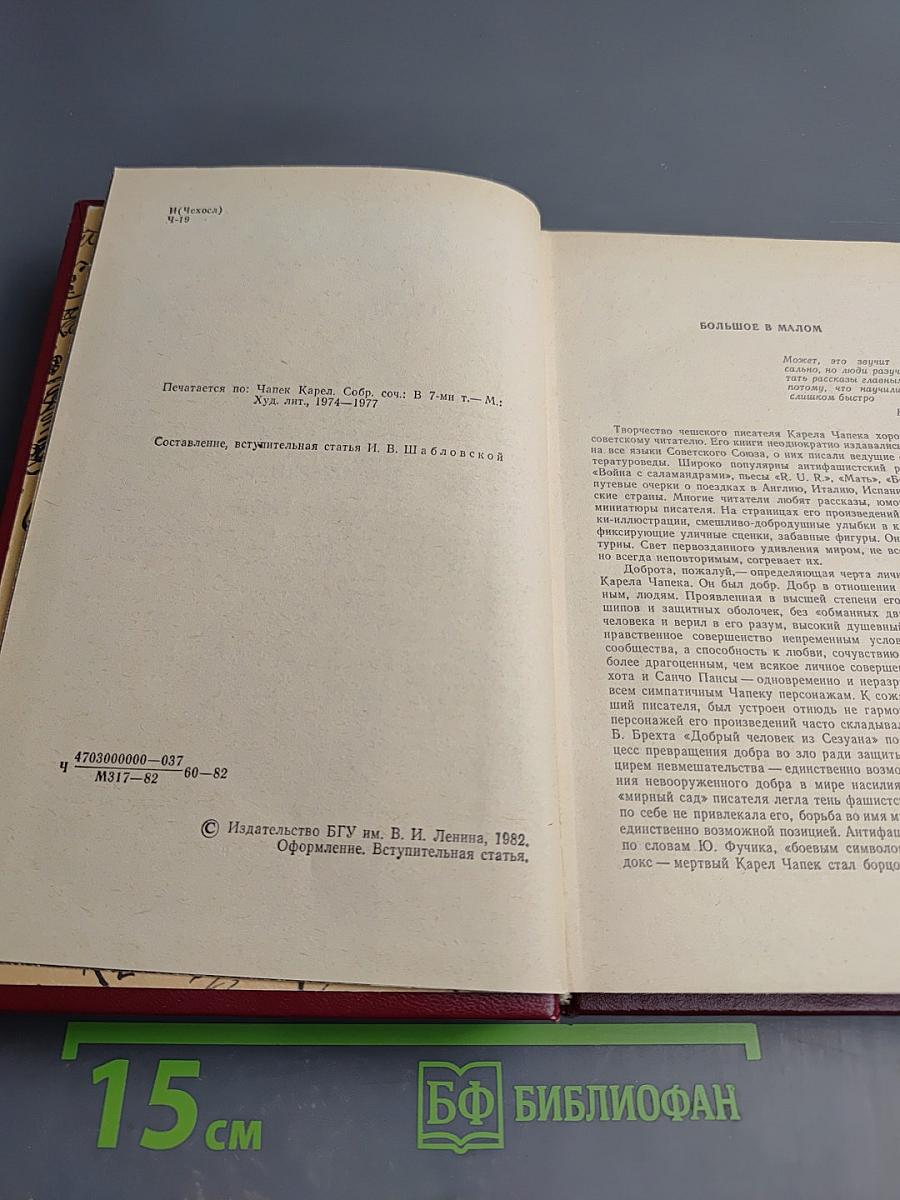 И(Чехосл)
Ч-19
Печатается по: Чапек Карел. Собр. соч.: В 7-ми т.— М.:
Худ. лит., 1974—1977
Составление, вступительная статья И. В. Шабловской
Ч 4703000000—037
М317—82 60—82
© Издательство БГУ им. В. И. Ленина, 1982.
Оформление. Вступительная статья.
БОЛЬШОЕ В МАЛОМ
Может, это звучит
сально, но люди разуч
тать рассказы главным
потому, что научили
слишком быстро
Творчество чешского писателя Карела Чапека хоро
советскому читателю. Его книги неоднократно издавались
на все языки Советского Союза, о них писали ведущие
тературоведы. Широко популярны антифашистский р
«Война с саламандрами», пьесы «R. U. R.», «Мать», «Б
путевые очерки о поездках в Англию, Италию, Испани
ские страны. Многие читатели любят рассказы, юмо
миниатюры писателя. На страницах его произведений
ки-иллюстрации, смешливо-добродушные улыбки в к
фиксирующие уличные сценки, забавные фигуры. Он
турны. Свет первозданного удивления миром, не вс
но всегда неповторимым, согревает их.
Доброта, пожалуй,— определяющая черта личн
Карела Чапека. Он был добр. Добр в отношении
ным, людям. Проявленная в высшей степени его
шипов и защитных оболочек, без «обманных дв
человека и верил в его разум, высокий душевный
нравственное совершенство непременным услов
сообщества, а способность к любви, сочувствию
более драгоценным, чем всякое личное совершен
хота и Санчо Пансы — одновременно и неразр
всем симпатичным Чапеку персонажам. К сож
ший писателя, был устроен отнюдь не гармо
персонажей его произведений часто складывал
Б. Брехта «Добрый человек из Сезуана» по
цесс превращения добра во зло ради защить
цирем невмешательства — единственно возмо
ния невооруженного добра в мире насилия
«мирный сад» писателя легла тень фашистс
по себе не привлекала его, борьба во имя м
единственно возможной позицией. Антифаш
по словам Ю. Фучика, «боевым символо
докс — мертвый Карел Чапек стал борцо
15 см
БФ БИБЛИОФАН